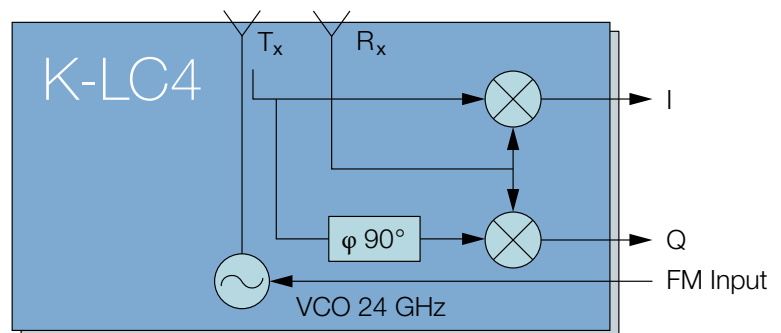 Tx
Rx
K-LC4
I
φ 90°
Q
FM Input
VCO 24 GHz